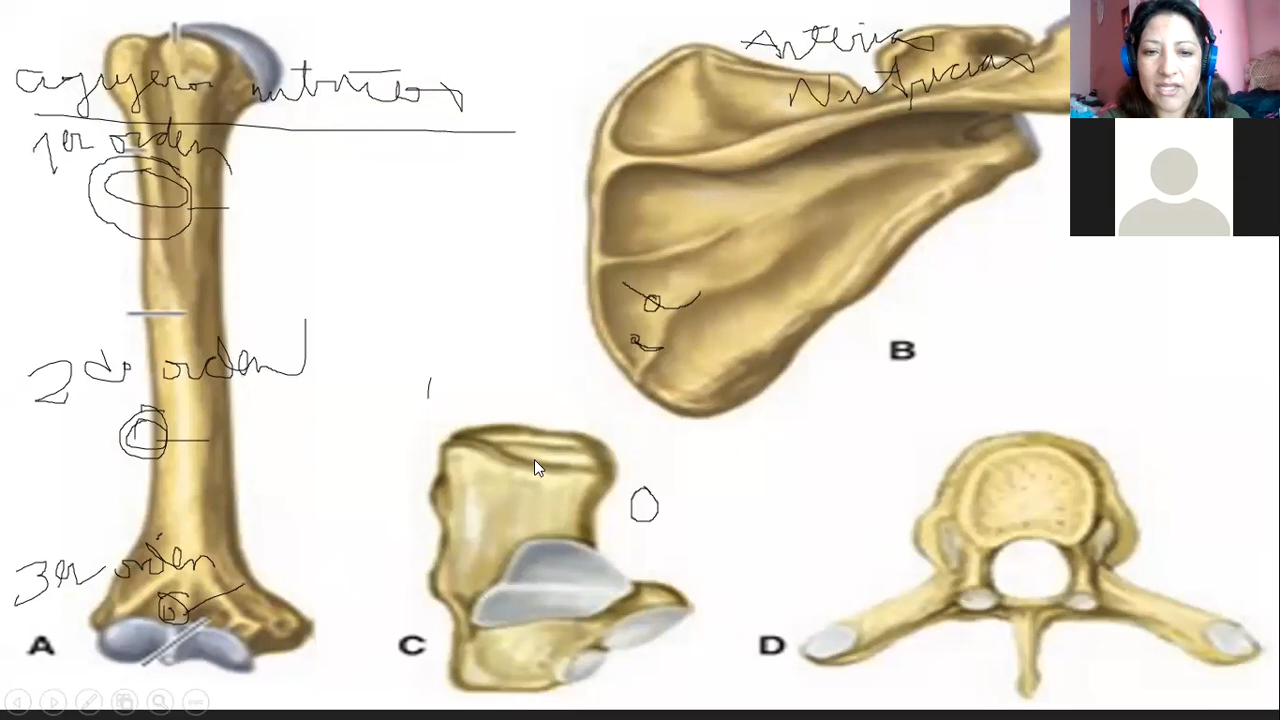 agujeros nutricios
1er orden
2do orden
3er orden
Arterias
Nutricias
A
B
C
D